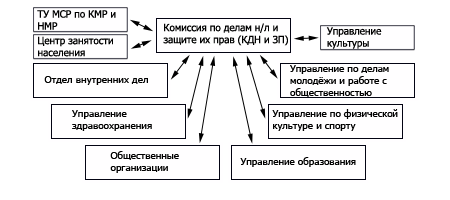 ТУ МСР по КМР и
НМР
Центр занятости
населения
Комиссия по делам н/л и
защите их прав (КДН и ЗП)
Управление
культуры
Отдел внутренних дел
Управление по делам
молодёжи и работе с
общественностью
Управление
здравоохранения
Управление по физической
культуре и спорту
Общественные
организации
Управление образования